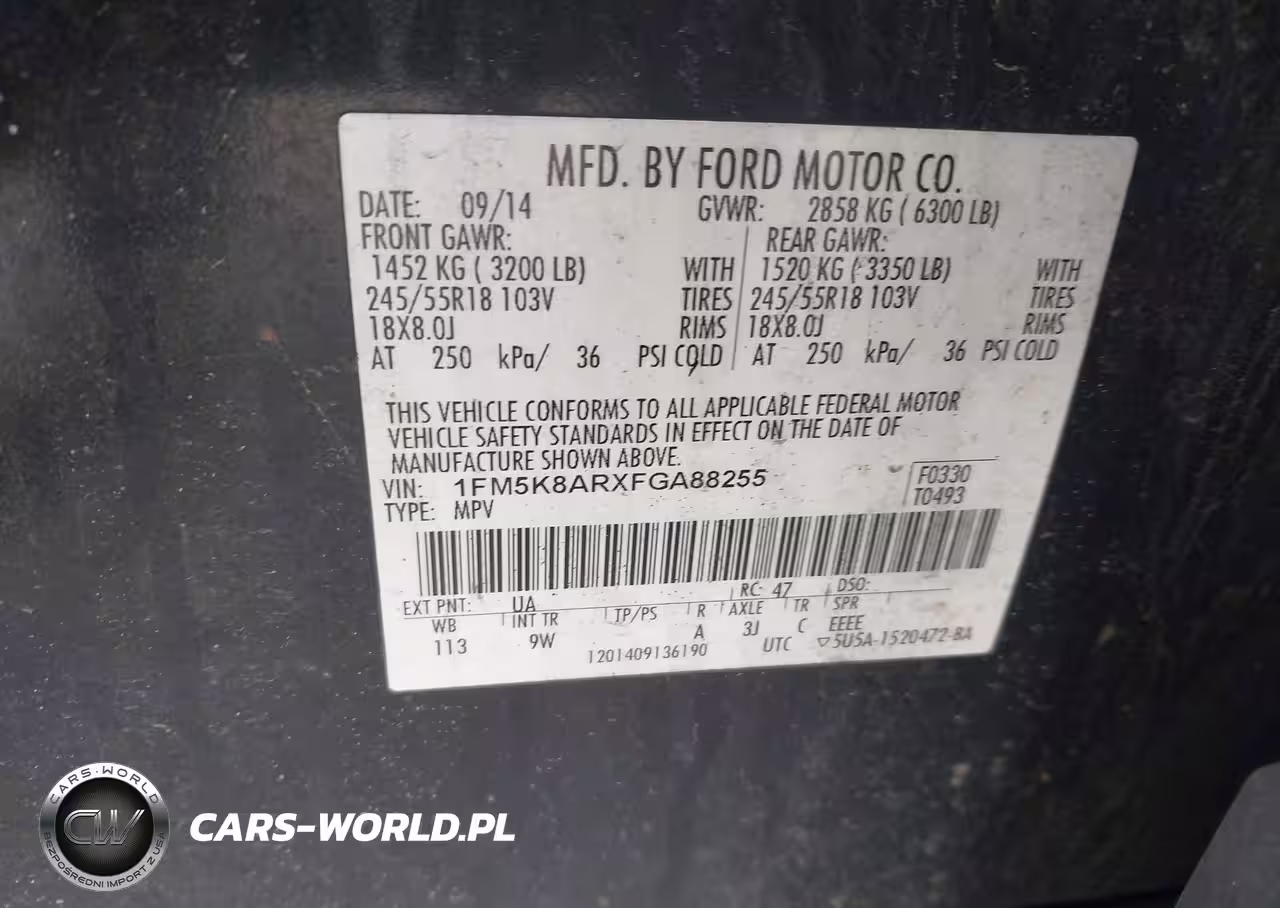 MFD. BY FORD MOTOR CO.
DATE: 09/14 GVWR: 2858 KG ( 6300 LB)
FRONT GAWR: REAR GAWR:
1452 KG ( 3200 LB) WITH 1520 KG ( 3350 LB) WITH
245/55R18 103V TIRES 245/55R18 103V TIRES
18X8.0J RIMS 18X8.0J RIMS
AT 250 kPa/ 36 PSI COLD AT 250 kPa/ 36 PSI COLD
THIS VEHICLE CONFORMS TO ALL APPLICABLE FEDERAL MOTOR
VEHICLE SAFETY STANDARDS IN EFFECT ON THE DATE OF
MANUFACTURE SHOWN ABOVE.
VIN: 1FM5K8ARXFGA88255 F0330
TYPE: MPV T0493
EXT PNT: UA RC: 47 DSO:
WB INT TR TP/PS R AXLE TR SPR
113 9W A 3J C EEEE
1201409136190 UTC ▽5U5A-1520472-BA
CARS-WORLD
CW
BEZPOŚREDNI IMPORT Z USA
CARS-WORLD.PL